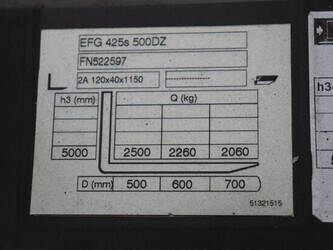 EFG 425s 500DZ
FN522597
2A 120x40x1150
h3 (mm) Q (kg)
5000 2500 2260 2060
D (mm) 500 600 700
51321515
h3